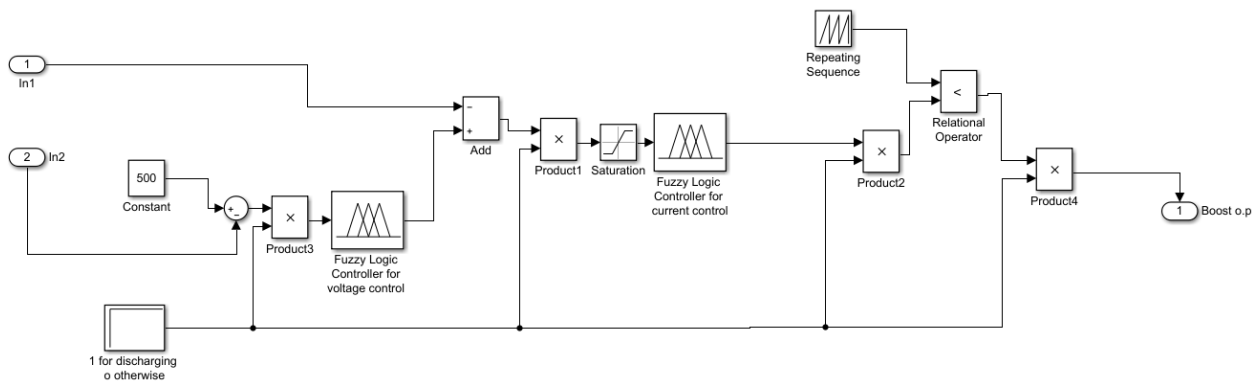 Repeating
Sequence
1
In1
<
Relational
Operator
−
+
Add
×
Product1
Saturation
Fuzzy Logic
Controller for
current control
×
Product2
×
Product4
2
In2
500
Constant
+
−
×
Product3
Fuzzy Logic
Controller for
voltage control
1
Boost o.p
1 for discharging
o otherwise